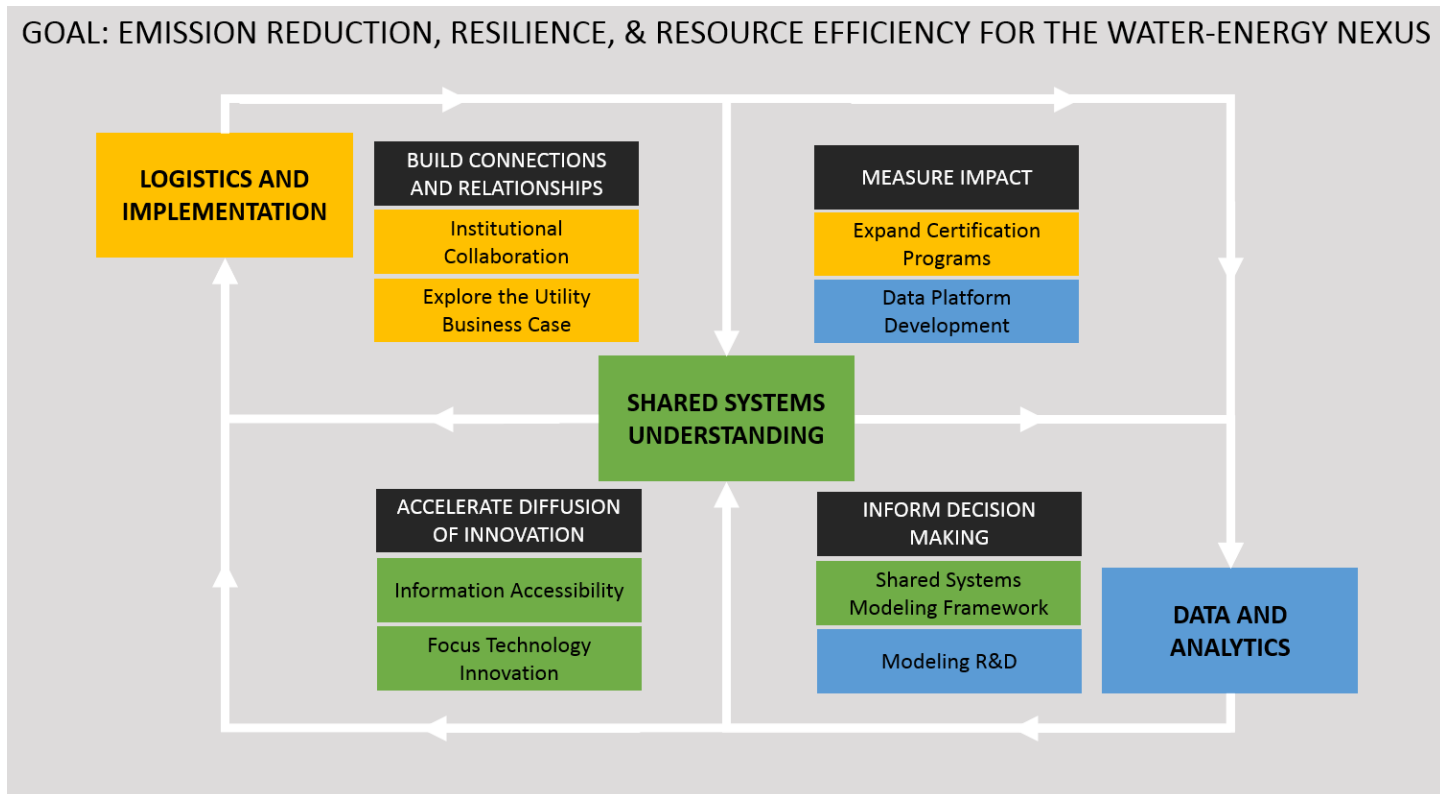 GOAL: EMISSION REDUCTION, RESILIENCE, & RESOURCE EFFICIENCY FOR THE WATER-ENERGY NEXUS
LOGISTICS AND
IMPLEMENTATION
BUILD CONNECTIONS
AND RELATIONSHIPS
Institutional
Collaboration
Explore the Utility
Business Case
MEASURE IMPACT
Expand Certification
Programs
Data Platform
Development
SHARED SYSTEMS
UNDERSTANDING
ACCELERATE DIFFUSION
OF INNOVATION
Information Accessibility
Focus Technology
Innovation
INFORM DECISION
MAKING
Shared Systems
Modeling Framework
Modeling R&D
DATA AND
ANALYTICS